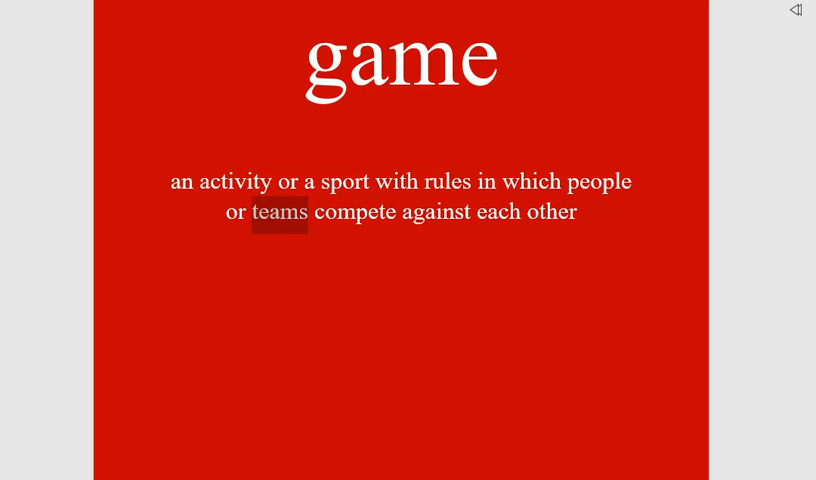 game
an activity or a sport with rules in which people
or teams compete against each other